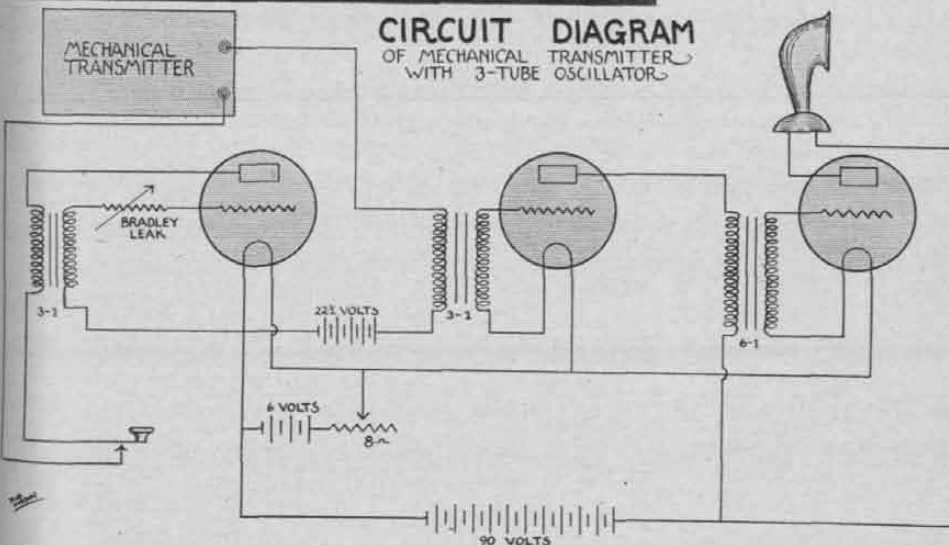 CIRCUIT DIAGRAM
OF MECHANICAL TRANSMITTER
WITH 3-TUBE OSCILLATOR
MECHANICAL
TRANSMITTER
BRADLEY
LEAK
3-1
22½ VOLTS
3-1
6-1
6 VOLTS
8
90 VOLTS